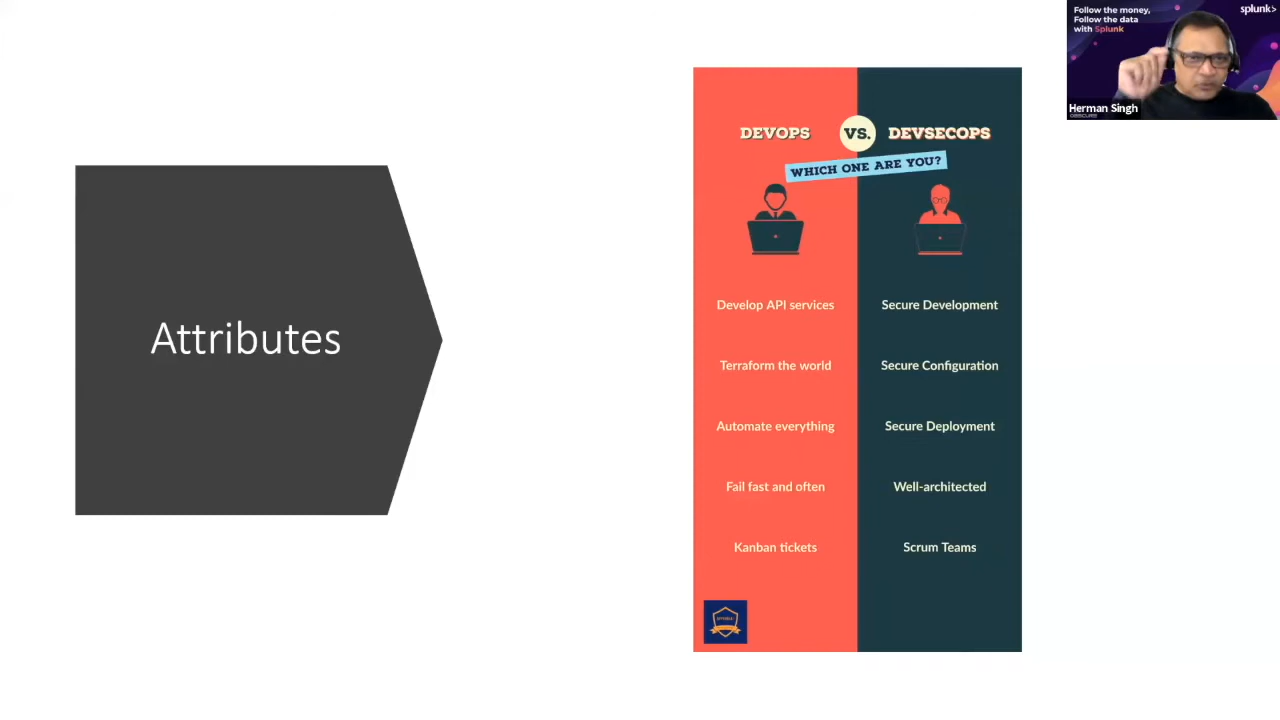 Follow the money,
Follow the data
with Splunk
splunk>
Herman Singh
Attributes
DEVOPS VS. DEVSECOPS
WHICH ONE ARE YOU?
Develop API services
Secure Development
Terraform the world
Secure Configuration
Automate everything
Secure Deployment
Fail fast and often
Well-architected
Kanban tickets
Scrum Teams